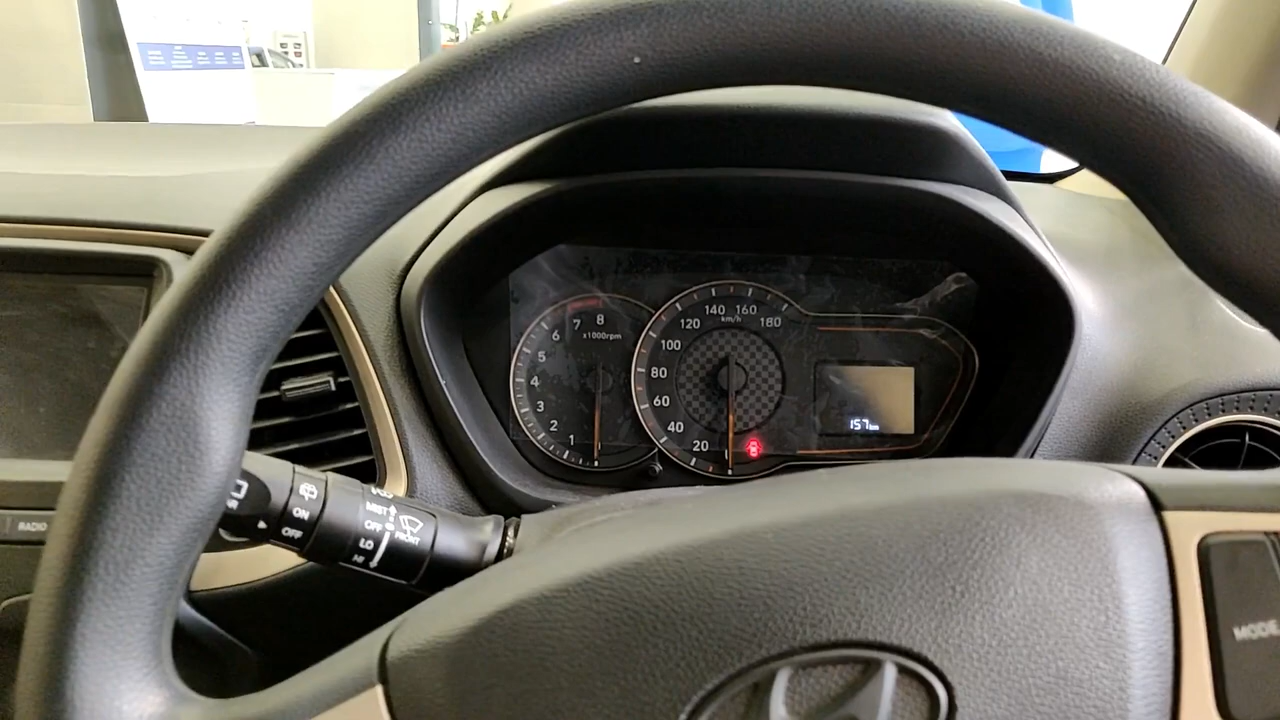 8
7
6
5
4
3
2
1
x1000rpm
140 160
120
180
km/h
100
80
60
40
20
157km
RADIO
ON
OFF
MIST
OFF
LO
HI
FRONT
MODE